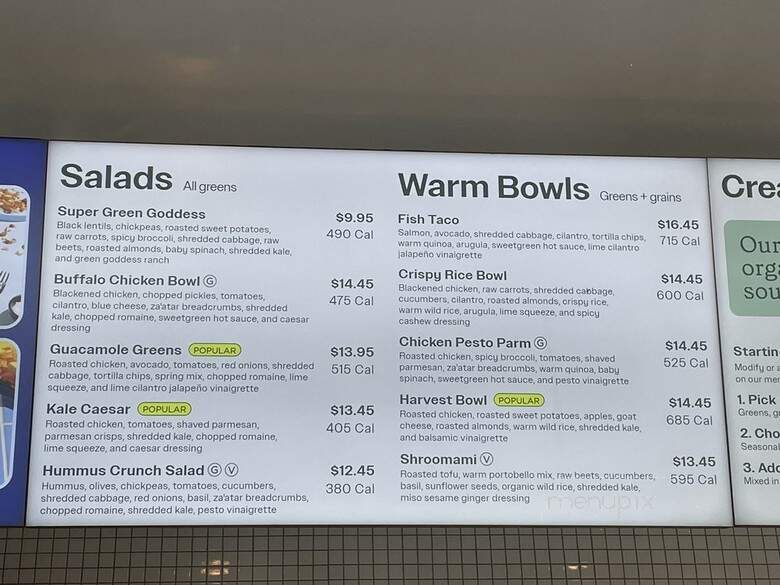 Salads All greens
Super Green Goddess $9.95
Black lentils, chickpeas, roasted sweet potatoes, 490 Cal
raw carrots, spicy broccoli, shredded cabbage, raw
beets, roasted almonds, baby spinach, shredded kale,
and green goddess ranch
Buffalo Chicken Bowl G $14.45
Blackened chicken, chopped pickles, tomatoes, 475 Cal
cilantro, blue cheese, za'atar breadcrumbs, shredded
kale, chopped romaine, sweetgreen hot sauce, and caesar
dressing
Guacamole Greens POPULAR $13.95
Roasted chicken, avocado, tomatoes, red onions, shredded 515 Cal
cabbage, tortilla chips, spring mix, chopped romaine, lime
squeeze, and lime cilantro jalapeño vinaigrette
Kale Caesar POPULAR $13.45
Roasted chicken, tomatoes, shaved parmesan, 405 Cal
parmesan crisps, shredded kale, chopped romaine,
lime squeeze, and caesar dressing
Hummus Crunch Salad G V $12.45
Hummus, olives, chickpeas, tomatoes, cucumbers, 380 Cal
shredded cabbage, red onions, basil, za'atar breadcrumbs,
chopped romaine, shredded kale, pesto vinaigrette
Warm Bowls Greens + grains
Fish Taco $16.45
Salmon, avocado, shredded cabbage, cilantro, tortilla chips, 715 Cal
warm quinoa, arugula, sweetgreen hot sauce, lime cilantro
jalapeño vinaigrette
Crispy Rice Bowl $14.45
Blackened chicken, raw carrots, shredded cabbage, 600 Cal
cucumbers, cilantro, roasted almonds, crispy rice,
warm wild rice, arugula, lime squeeze, and spicy
cashew dressing
Chicken Pesto Parm G $14.45
Roasted chicken, spicy broccoli, tomatoes, shaved 525 Cal
parmesan, za'atar breadcrumbs, warm quinoa, baby
spinach, sweetgreen hot sauce, and pesto vinaigrette
Harvest Bowl POPULAR $14.45
Roasted chicken, roasted sweet potatoes, apples, goat 685 Cal
cheese, roasted almonds, warm wild rice, shredded kale,
and balsamic vinaigrette
Shroomami V $13.45
Roasted tofu, warm portobello mix, raw beets, cucumbers, 595 Cal
basil, sunflower seeds, organic wild rice, shredded kale,
miso sesame ginger dressing
menupix
Crea
Our
orga
sou
Startin
Modify or a
on our me
1. Pick
Greens, g
2. Cho
Seasonal
3. Add
Mixed in